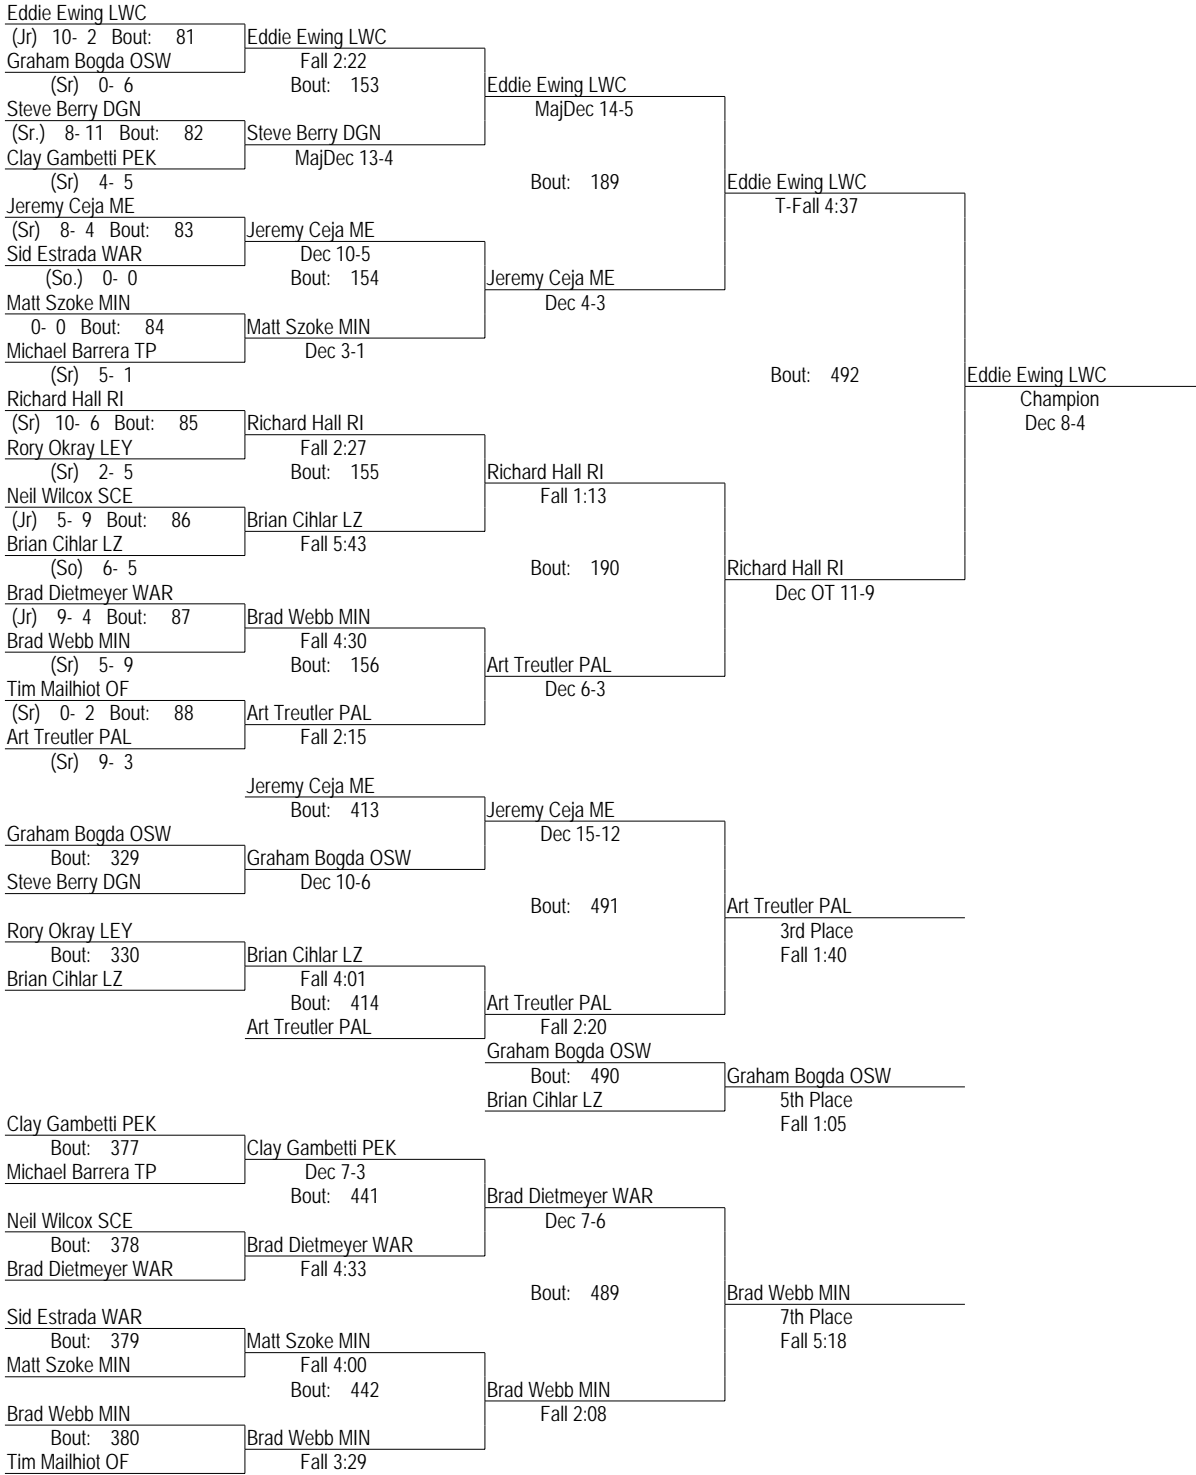 Eddie Ewing LWC
(Jr) 10- 2 Bout: 81 Eddie Ewing LWC
Graham Bogda OSW Fall 2:22
(Sr) 0- 6 Bout: 153 Eddie Ewing LWC
Steve Berry DGN MajDec 14-5
(Sr.) 8- 11 Bout: 82 Steve Berry DGN
Clay Gambetti PEK MajDec 13-4
(Sr) 4- 5 Bout: 189 Eddie Ewing LWC
Jeremy Ceja ME T-Fall 4:37
(Sr) 8- 4 Bout: 83 Jeremy Ceja ME
Sid Estrada WAR Dec 10-5
(So.) 0- 0 Bout: 154 Jeremy Ceja ME
Matt Szoke MIN Dec 4-3
0- 0 Bout: 84 Matt Szoke MIN
Michael Barrera TP Dec 3-1
(Sr) 5- 1 Bout: 492 Eddie Ewing LWC
Richard Hall RI Champion
(Sr) 10- 6 Bout: 85 Richard Hall RI Dec 8-4
Rory Okray LEY Fall 2:27
(Sr) 2- 5 Bout: 155 Richard Hall RI
Neil Wilcox SCE Fall 1:13
(Jr) 5- 9 Bout: 86 Brian Cihlar LZ
Brian Cihlar LZ Fall 5:43
(So) 6- 5 Bout: 190 Richard Hall RI
Brad Dietmeyer WAR Dec OT 11-9
(Jr) 9- 4 Bout: 87 Brad Webb MIN
Brad Webb MIN Fall 4:30
(Sr) 5- 9 Bout: 156 Art Treutler PAL
Tim Mailhiot OF Dec 6-3
(Sr) 0- 2 Bout: 88 Art Treutler PAL
Art Treutler PAL Fall 2:15
(Sr) 9- 3
Jeremy Ceja ME
Bout: 413 Jeremy Ceja ME
Graham Bogda OSW Dec 15-12
Bout: 329 Graham Bogda OSW
Steve Berry DGN Dec 10-6
Bout: 491 Art Treutler PAL
Rory Okray LEY 3rd Place
Bout: 330 Brian Cihlar LZ Fall 1:40
Brian Cihlar LZ Fall 4:01
Bout: 414 Art Treutler PAL
Art Treutler PAL Fall 2:20
Graham Bogda OSW
Bout: 490 Graham Bogda OSW
Brian Cihlar LZ 5th Place
Clay Gambetti PEK Fall 1:05
Bout: 377 Clay Gambetti PEK
Michael Barrera TP Dec 7-3
Bout: 441 Brad Dietmeyer WAR
Neil Wilcox SCE Dec 7-6
Bout: 378 Brad Dietmeyer WAR
Brad Dietmeyer WAR Fall 4:33
Bout: 489 Brad Webb MIN
Sid Estrada WAR 7th Place
Bout: 379 Matt Szoke MIN Fall 5:18
Matt Szoke MIN Fall 4:00
Bout: 442 Brad Webb MIN
Brad Webb MIN Fall 2:08
Bout: 380 Brad Webb MIN
Tim Mailhiot OF Fall 3:29